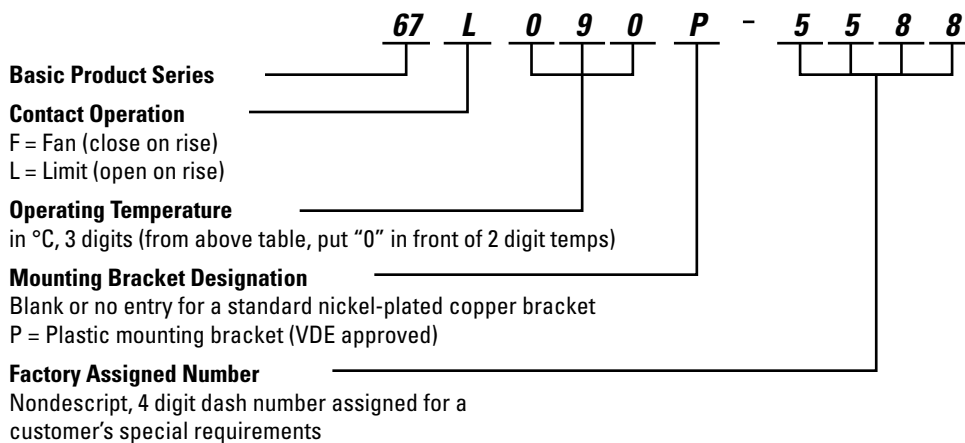 67 L 0 9 0 P - 5 5 8 8
Basic Product Series
Contact Operation
F = Fan (close on rise)
L = Limit (open on rise)
Operating Temperature
in °C, 3 digits (from above table, put “0” in front of 2 digit temps)
Mounting Bracket Designation
Blank or no entry for a standard nickel-plated copper bracket
P = Plastic mounting bracket (VDE approved)
Factory Assigned Number
Nondescript, 4 digit dash number assigned for a
customer’s special requirements